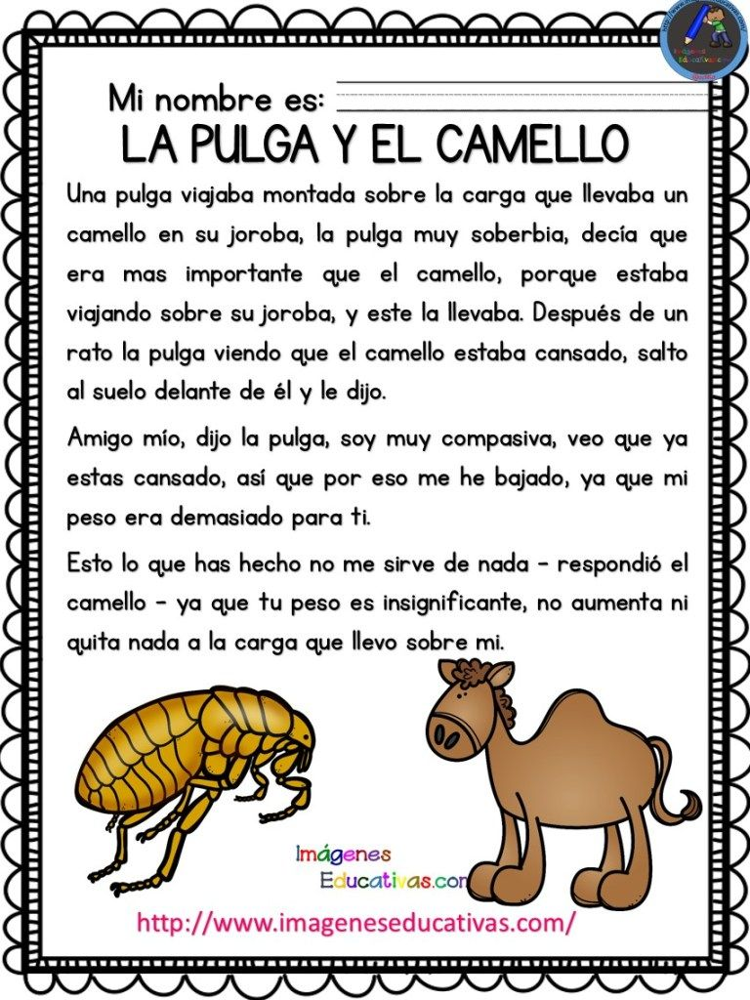 Mi nombre es:
LA PULGA Y EL CAMELLO
Una pulga viajaba montada sobre la carga que llevaba un
camello en su joroba, la pulga muy soberbia, decía que
era mas importante que el camello, porque estaba
viajando sobre su joroba, y este la llevaba. Después de un
rato la pulga viendo que el camello estaba cansado, salto
al suelo delante de él y le dijo.
Amigo mío, dijo la pulga, soy muy compasiva, veo que ya
estas cansado, así que por eso me he bajado, ya que mi
peso era demasiado para ti.
Esto lo que has hecho no me sirve de nada – respondió el
camello – ya que tu peso es insignificante, no aumenta ni
quita nada a la carga que llevo sobre mi.
Imágenes
Educativas.com
http://www.imageneseducativas.com/
Imágenes
Educativas.com